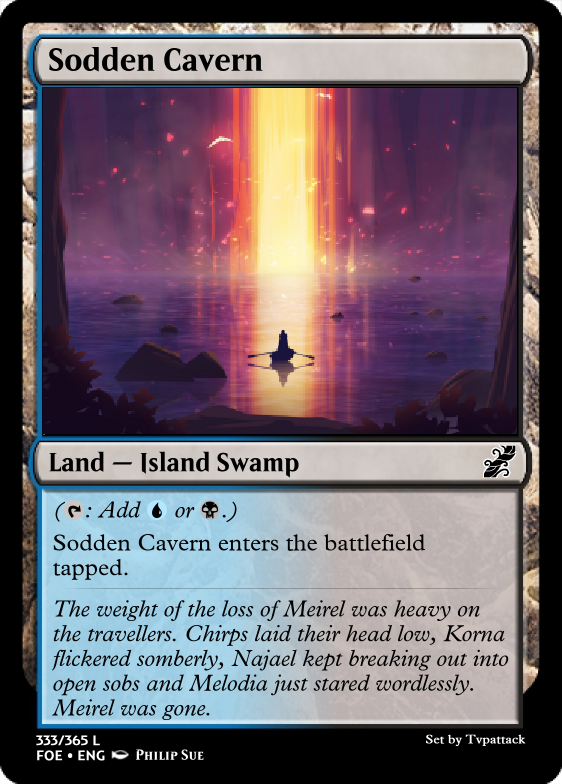 Sodden Cavern
Land — Island Swamp
(: Add or .)
Sodden Cavern enters the battlefield
tapped.
The weight of the loss of Meirel was heavy on
the travellers. Chirps laid their head low, Korna
flickered somberly, Najael kept breaking out into
open sobs and Melodia just stared wordlessly.
Meirel was gone.
333/365 L
Set by Tvpattack
FOE • ENG Philip Sue